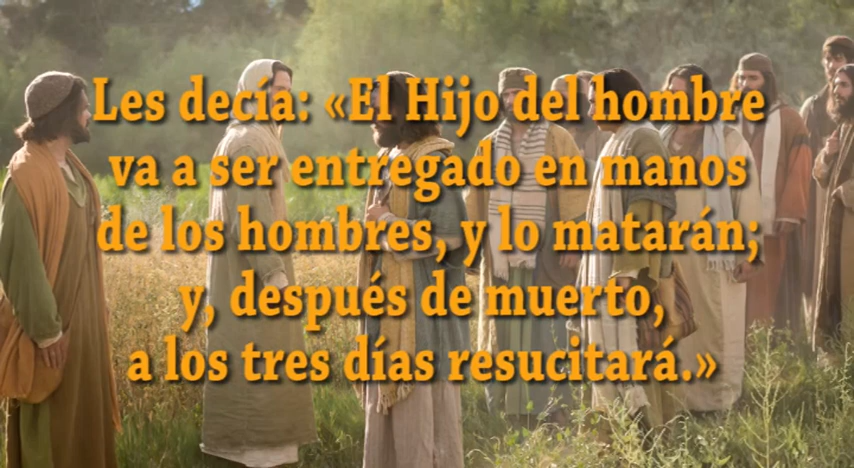 Les decía: «El Hijo del hombre
va a ser entregado en manos
de los hombres, y lo matarán;
y, después de muerto,
a los tres días resucitará.»